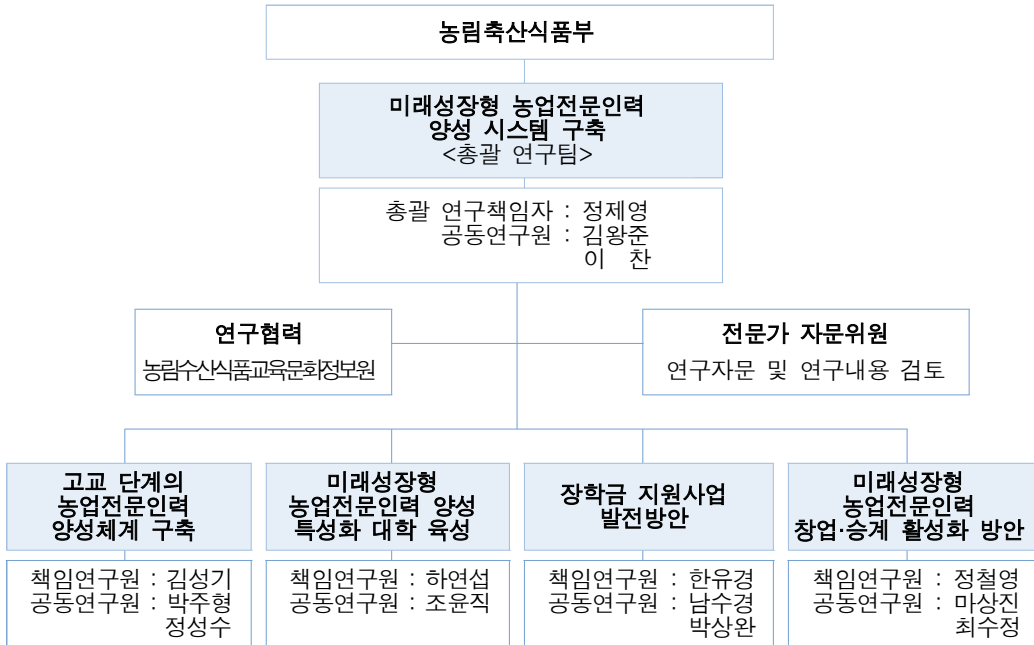 농림축산식품부
미래성장형 농업전문인력
양성 시스템 구축
<총괄 연구팀>
총괄 연구책임자 : 정제영
공동연구원 : 김왕준
이 찬
연구협력
농림수산식품교육문화정보원
전문가 자문위원
연구자문 및 연구내용 검토
고교 단계의
농업전문인력
양성체계 구축
책임연구원 : 김성기
공동연구원 : 박주형
정성수
미래성장형
농업전문인력 양성
특성화 대학 육성
책임연구원 : 하연섭
공동연구원 : 조윤직
장학금 지원사업
발전방안
책임연구원 : 한유경
공동연구원 : 남수경
박상완
미래성장형
농업전문인력
창업·승계 활성화 방안
책임연구원 : 정철영
공동연구원 : 마상진
최수정